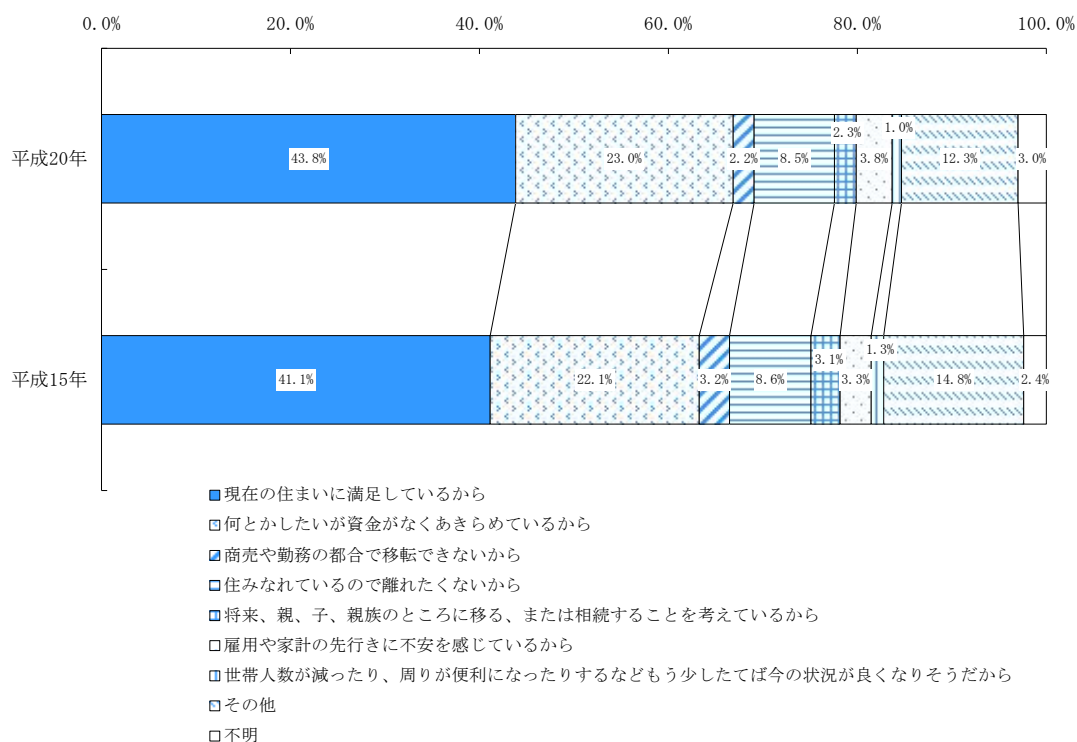 0.0% 20.0% 40.0% 60.0% 80.0% 100.0%
平成20年 43.8% 23.0% 2.2% 8.5% 2.3% 3.8% 1.0% 12.3% 3.0%
平成15年 41.1% 22.1% 3.2% 8.6% 3.1% 3.3% 1.3% 14.8% 2.4%
現在の住まいに満足しているから
何とかしたいが資金がなくあきらめているから
商売や勤務の都合で移転できないから
住みなれているので離れたくないから
将来、親、子、親族のところに移る、または相続することを考えているから
雇用や家計の先行きに不安を感じているから
世帯人数が減ったり、周りが便利になったりするなどもう少したてば今の状況が良くなりそうだから
その他
不明